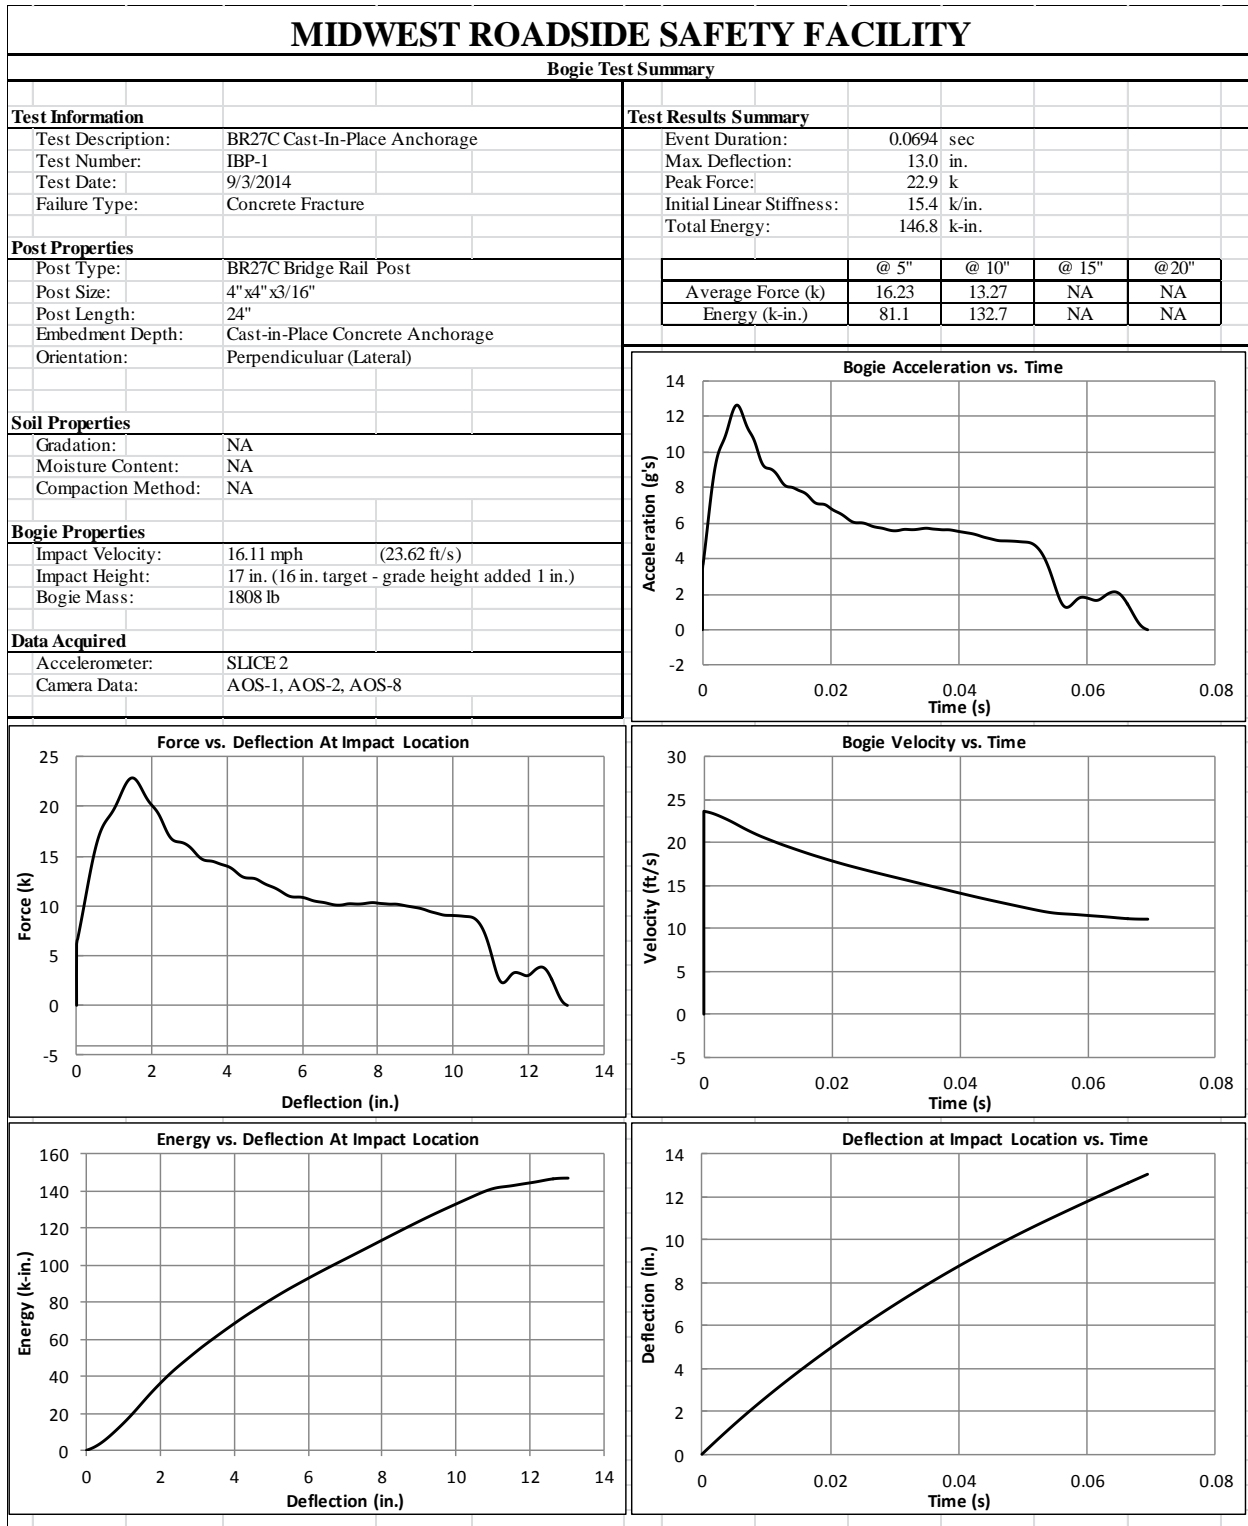 MIDWEST ROADSIDE SAFETY FACILITY
Bogie Test Summary
Test Information
Test Description: BR27C Cast-In-Place Anchorage
Test Number: IBP-1
Test Date: 9/3/2014
Failure Type: Concrete Fracture
Post Properties
Post Type: BR27C Bridge Rail Post
Post Size: 4"x4"x3/16"
Post Length: 24"
Embedment Depth: Cast-in-Place Concrete Anchorage
Orientation: Perpendiculuar (Lateral)
Soil Properties
Gradation: NA
Moisture Content: NA
Compaction Method: NA
Bogie Properties
Impact Velocity: 16.11 mph (23.62 ft/s)
Impact Height: 17 in. (16 in. target - grade height added 1 in.)
Bogie Mass: 1808 lb
Data Acquired
Accelerometer: SLICE 2
Camera Data: AOS-1, AOS-2, AOS-8
Test Results Summary
Event Duration: 0.0694 sec
Max. Deflection: 13.0 in.
Peak Force: 22.9 k
Initial Linear Stiffness: 15.4 k/in.
Total Energy: 146.8 k-in.
@ 5" @ 10" @ 15" @20"
Average Force (k) 16.23 13.27 NA NA
Energy (k-in.) 81.1 132.7 NA NA
Bogie Acceleration vs. Time
Acceleration (g's)
14
12
10
8
6
4
2
0
-2
0 0.02 0.04 0.06 0.08
Time (s)
Force vs. Deflection At Impact Location
Force (k)
25
20
15
10
5
0
-5
0 2 4 6 8 10 12 14
Deflection (in.)
Bogie Velocity vs. Time
Velocity (ft/s)
30
25
20
15
10
5
0
-5
0 0.02 0.04 0.06 0.08
Time (s)
Energy vs. Deflection At Impact Location
Energy (k-in.)
160
140
120
100
80
60
40
20
0
0 2 4 6 8 10 12 14
Deflection (in.)
Deflection at Impact Location vs. Time
Deflection (in.)
14
12
10
8
6
4
2
0
0 0.02 0.04 0.06 0.08
Time (s)